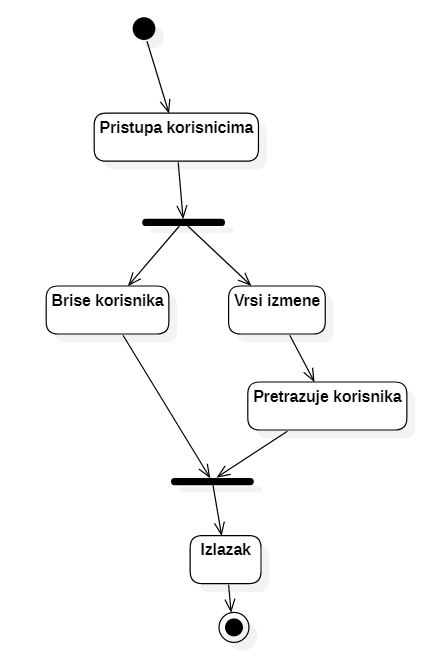 Pristupa korisnicima
Brise korisnika
Vrsi izmene
Pretrazuje korisnika
Izlazak